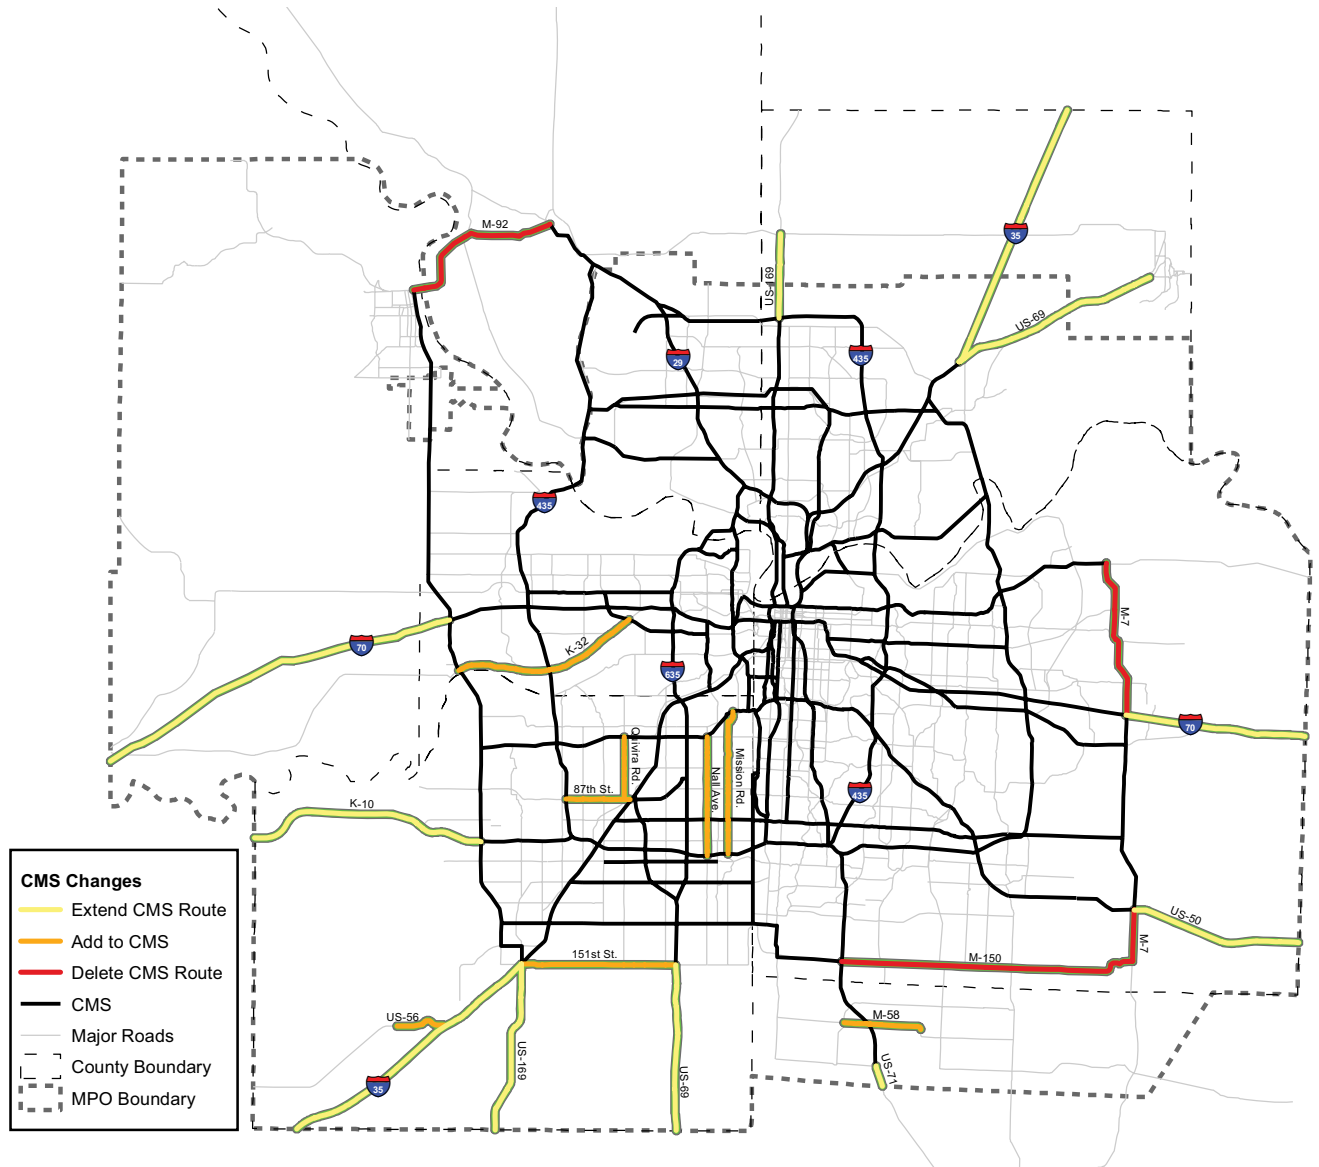 M-92
35
US-169
US-69
29
435
435
M-7
K-32
70
635
70
Quivira Rd.
Mission Rd.
Nall Ave.
87th St.
435
K-10
CMS Changes
Extend CMS Route
Add to CMS
Delete CMS Route
CMS
Major Roads
County Boundary
MPO Boundary
US-50
M-7
151st St.
M-150
US-56
M-58
US-169
US-69
US-71
35